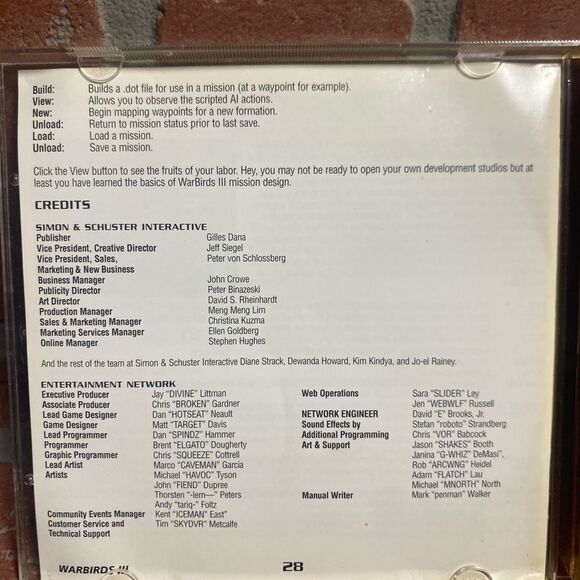 Build: Builds a .dot file for use in a mission (at a waypoint for example).
View: Allows you to observe the scripted AI actions.
New: Begin mapping waypoints for a new formation.
Unload: Return to mission status prior to last save.
Load: Load a mission.
Unload: Save a mission.
Click the View button to see the fruits of your labor. Hey, you may not be ready to open your own development studios but at
least you have learned the basics of WarBirds III mission design.
CREDITS
SIMON & SCHUSTER INTERACTIVE
Publisher Gilles Dana
Vice President, Creative Director Jeff Siegel
Vice President, Sales, Peter von Schlossberg
Marketing & New Business
Business Manager John Crowe
Publicity Director Peter Binazeski
Art Director David S. Rheinhardt
Production Manager Meng Meng Lim
Sales & Marketing Manager Christina Kuzma
Marketing Services Manager Ellen Goldberg
Online Manager Stephen Hughes
And the rest of the team at Simon & Schuster Interactive Diane Strack, Dewanda Howard, Kim Kindya, and Jo-el Rainey.
ENTERTAINMENT NETWORK
Executive Producer Jay "DIVINE" Littman
Associate Producer Chris "BROKEN" Gardner
Lead Game Designer Dan "HOTSEAT" Neault
Game Designer Matt "TARGET" Davis
Lead Programmer Dan "SPINDZ" Hammer
Programmer Brent "ELGATO" Dougherty
Graphic Programmer Chris "SQUEEZE" Cottrell
Lead Artist Marco "CAVEMAN" Garcia
Artists Michael "HAVOC" Tyson
John "FIEND" Dupree
Thorsten "-lem—" Peters
Andy "tariq-" Foltz
Community Events Manager Kent "ICEMAN" East"
Customer Service and Tim "SKYDVR" Metcalfe
Technical Support
Web Operations Sara "SLIDER" Ley
Jen "WEBWLF" Russell
NETWORK ENGINEER David "E" Brooks, Jr.
Sound Effects by Stefan "roboto" Strandberg
Additional Programming Chris "VOR" Babcock
Art & Support Jason "SHAKES" Booth
Janina "G-WHIZ" DeMasi"
Rob "ARCWNG" Heidel
Adam "FLATCH" Lau
Michael "MNORTH" North
Manual Writer Mark "penman" Walker
WARBIRDS III 28